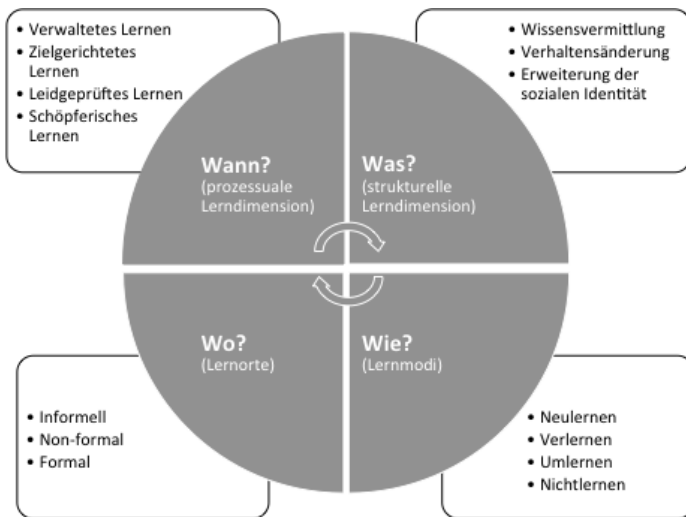 • Verwaltetes Lernen
• Zielgerichtetes
Lernen
• Leidgeprüftes Lernen
• Schöpferisches
Lernen
• Wissensvermittlung
• Verhaltensänderung
• Erweiterung der
sozialen Identität
Wann?
(prozessuale
Lerndimension)
Was?
(strukturelle
Lerndimension)
Wo?
(Lernorte)
Wie?
(Lernmodi)
• Informell
• Non-formal
• Formal
• Neulernen
• Verlernen
• Umlernen
• Nichtlernen